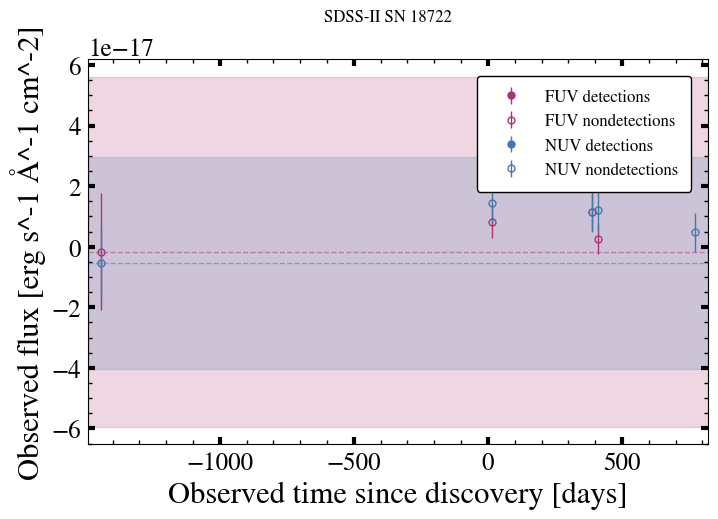 SDSS-II SN 18722
1e−17
6
4
2
0
−2
−4
−6
Observed flux [erg s^-1 Å^-1 cm^-2]
FUV detections
FUV nondetections
NUV detections
NUV nondetections
−1000
−500
0
500
Observed time since discovery [days]